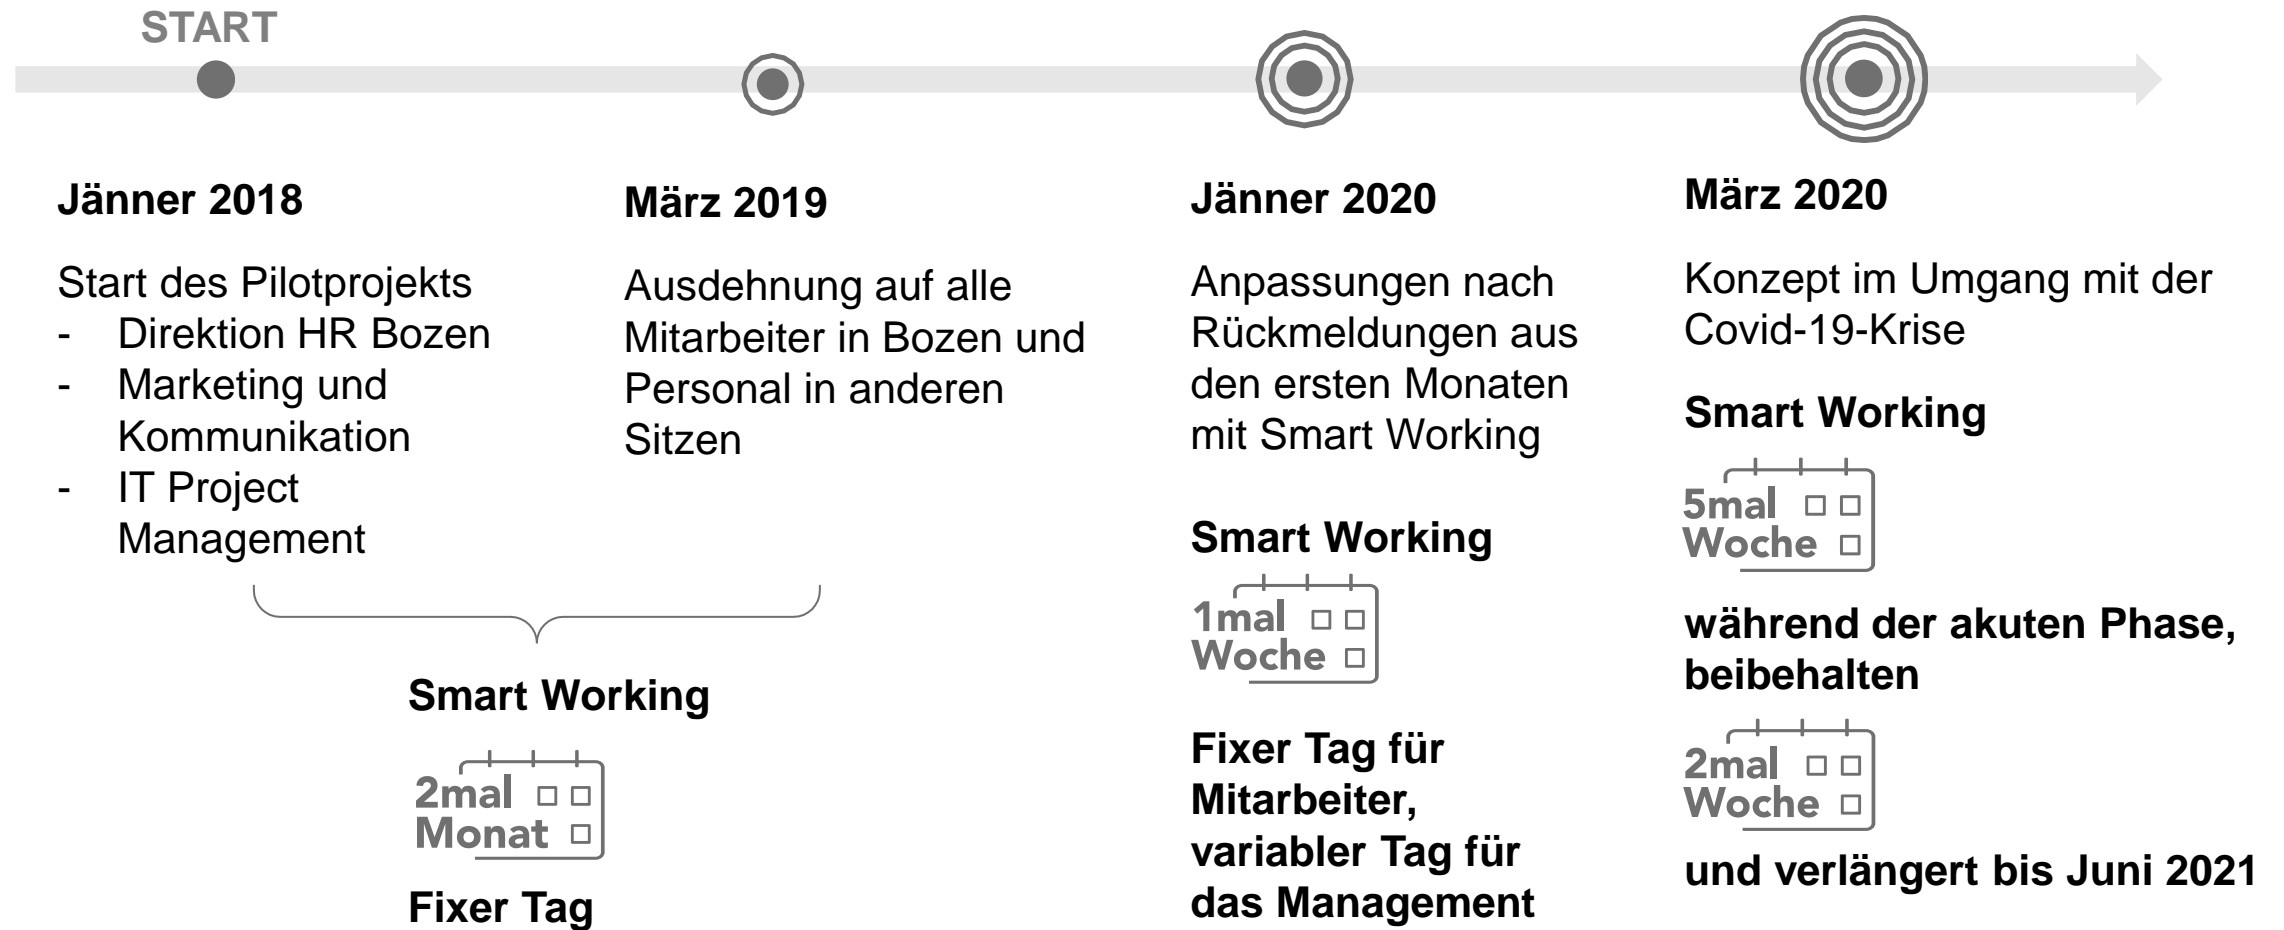 START
Jänner 2018
Start des Pilotprojekts
- Direktion HR Bozen
- Marketing und
Kommunikation
- IT Project
Management
März 2019
Ausdehnung auf alle
Mitarbeiter in Bozen und
Personal in anderen
Sitzen
Smart Working
2mal
Monat
Fixer Tag
Jänner 2020
Anpassungen nach
Rückmeldungen aus
den ersten Monaten
mit Smart Working
Smart Working
1mal
Woche
Fixer Tag für
Mitarbeiter,
variabler Tag für
das Management
März 2020
Konzept im Umgang mit der
Covid-19-Krise
Smart Working
5mal
Woche
während der akuten Phase,
beibehalten
2mal
Woche
und verlängert bis Juni 2021